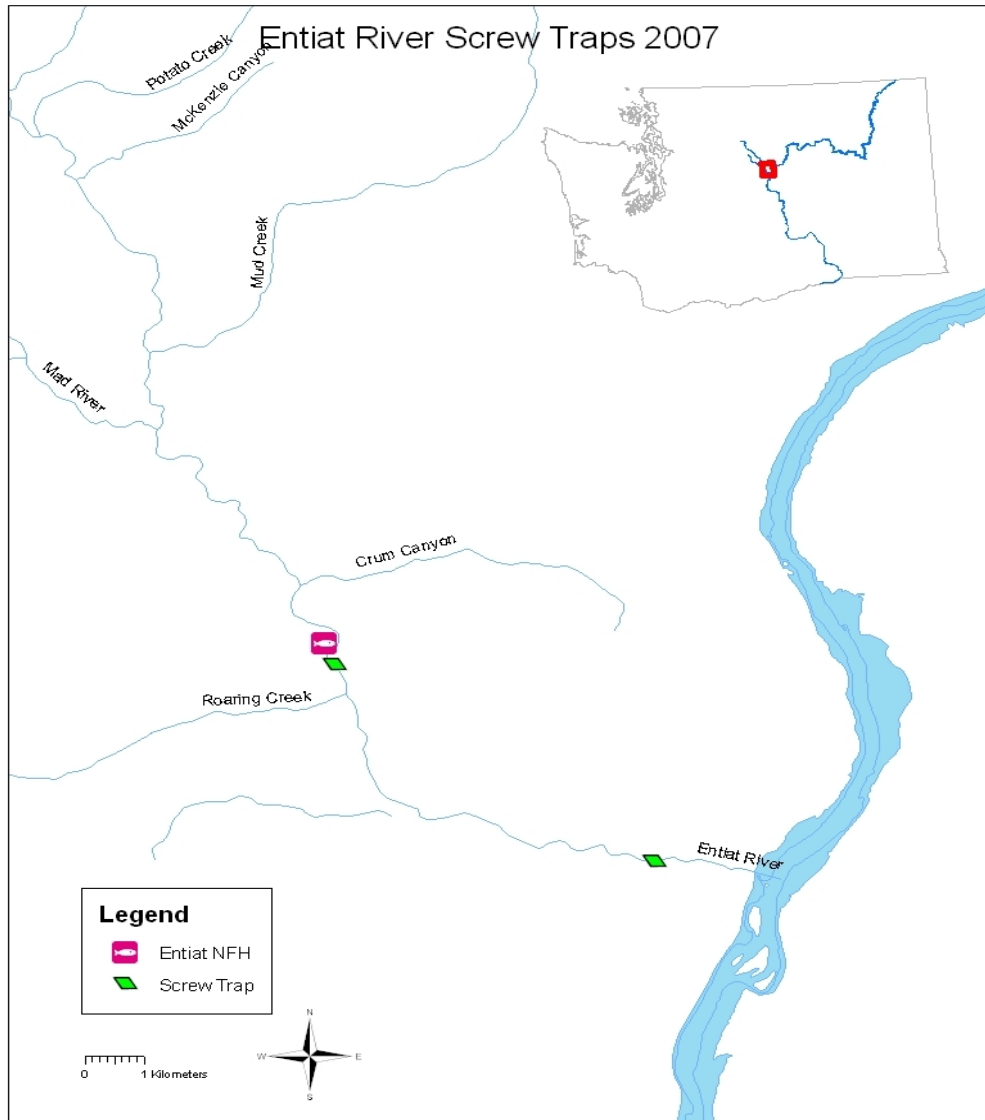 Entiat River Screw Traps 2007
Potato Creek
McKenzie Canyon
Mud Creek
Mad River
Crum Canyon
Roaring Creek
Entiat River
Legend
Entiat NFH
Screw Trap
N
W E
S
0 1 Kilometers